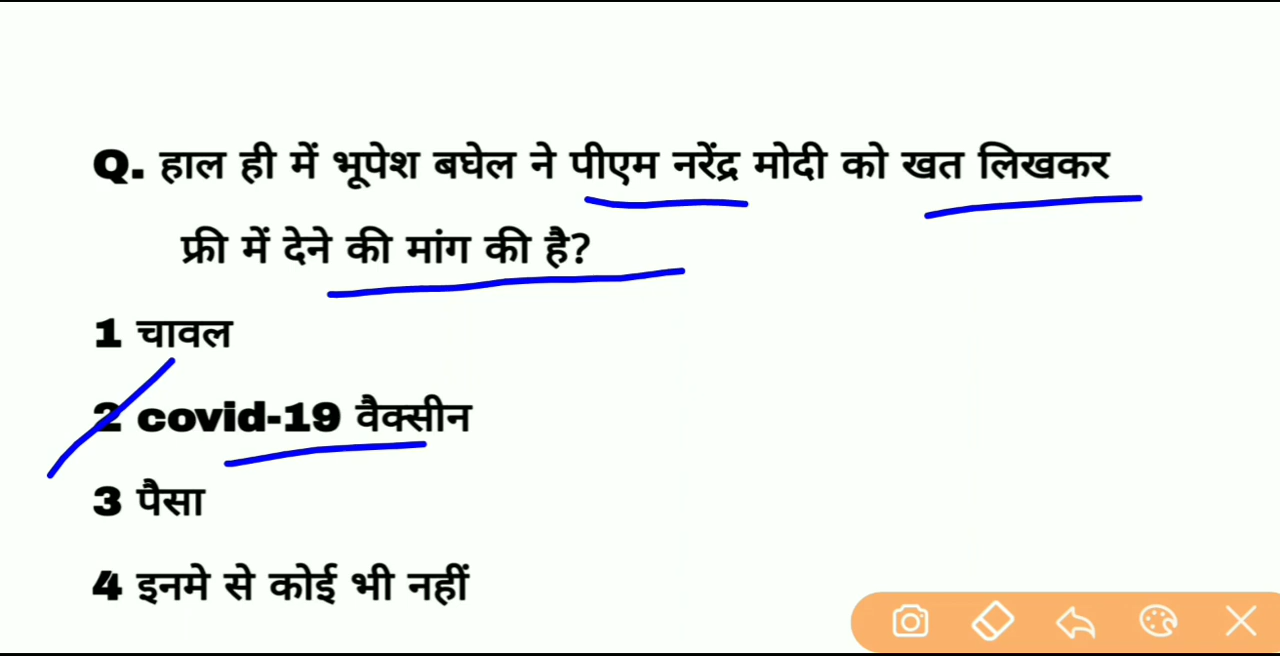 Q. हाल ही में भूपेश बघेल ने पीएम नरेंद्र मोदी को खत लिखकर
फ्री में देने की मांग की है?
1 चावल
2 covid-19 वैक्सीन
3 पैसा
4 इनमे से कोई भी नहीं